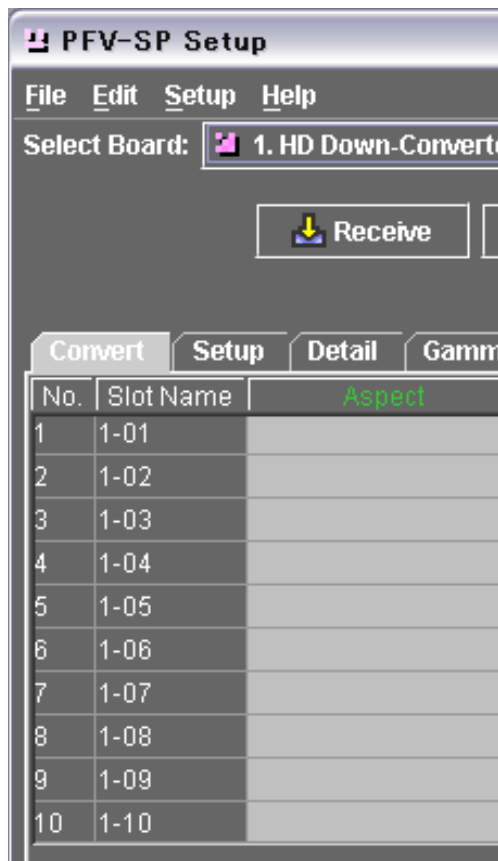 PFV-SP Setup
File Edit Setup Help
Select Board: 1. HD Down-Converte
Receive
Convert Setup Detail Gamm
No. Slot Name Aspect
1 1-01
2 1-02
3 1-03
4 1-04
5 1-05
6 1-06
7 1-07
8 1-08
9 1-09
10 1-10